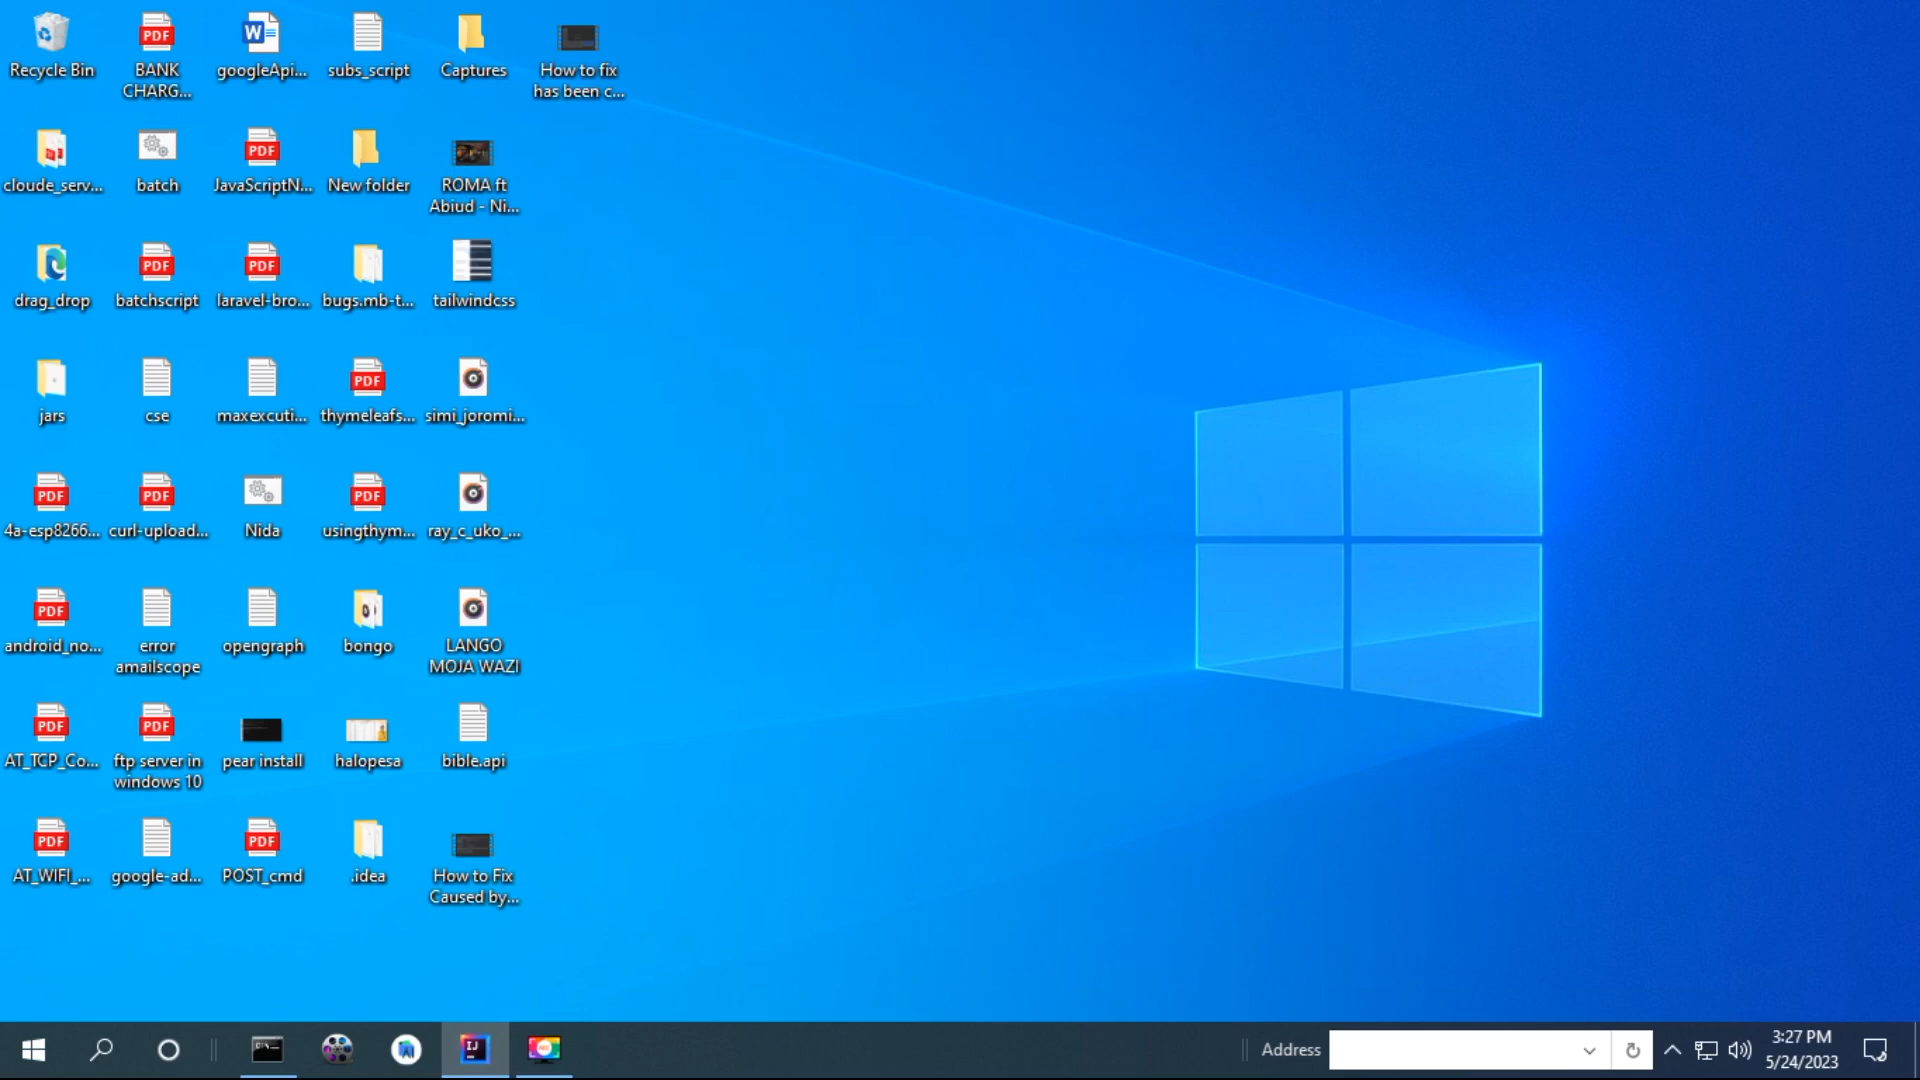 Recycle Bin
BANK
CHARG...
googleApi...
subs_script
Captures
How to fix
has been c...
cloude_serv...
batch
JavaScriptN...
New folder
ROMA ft
Abiud - Ni...
drag_drop
batchscript
laravel-bro...
bugs.mb-t...
tailwindcss
jars
cse
maxexcuti...
thymeleafs...
simi_joromi...
4a-esp8266...
curl-upload...
Nida
usingthym...
ray_c_uko_...
android_no...
error
amailscope
opengraph
bongo
LANGO
MOJA WAZI
AT_TCP_Co...
ftp server in
windows 10
pear install
halopesa
bible.api
AT_WIFI_...
google-ad...
POST_cmd
.idea
How to Fix
Caused by...
Address
3:27 PM
5/24/2023